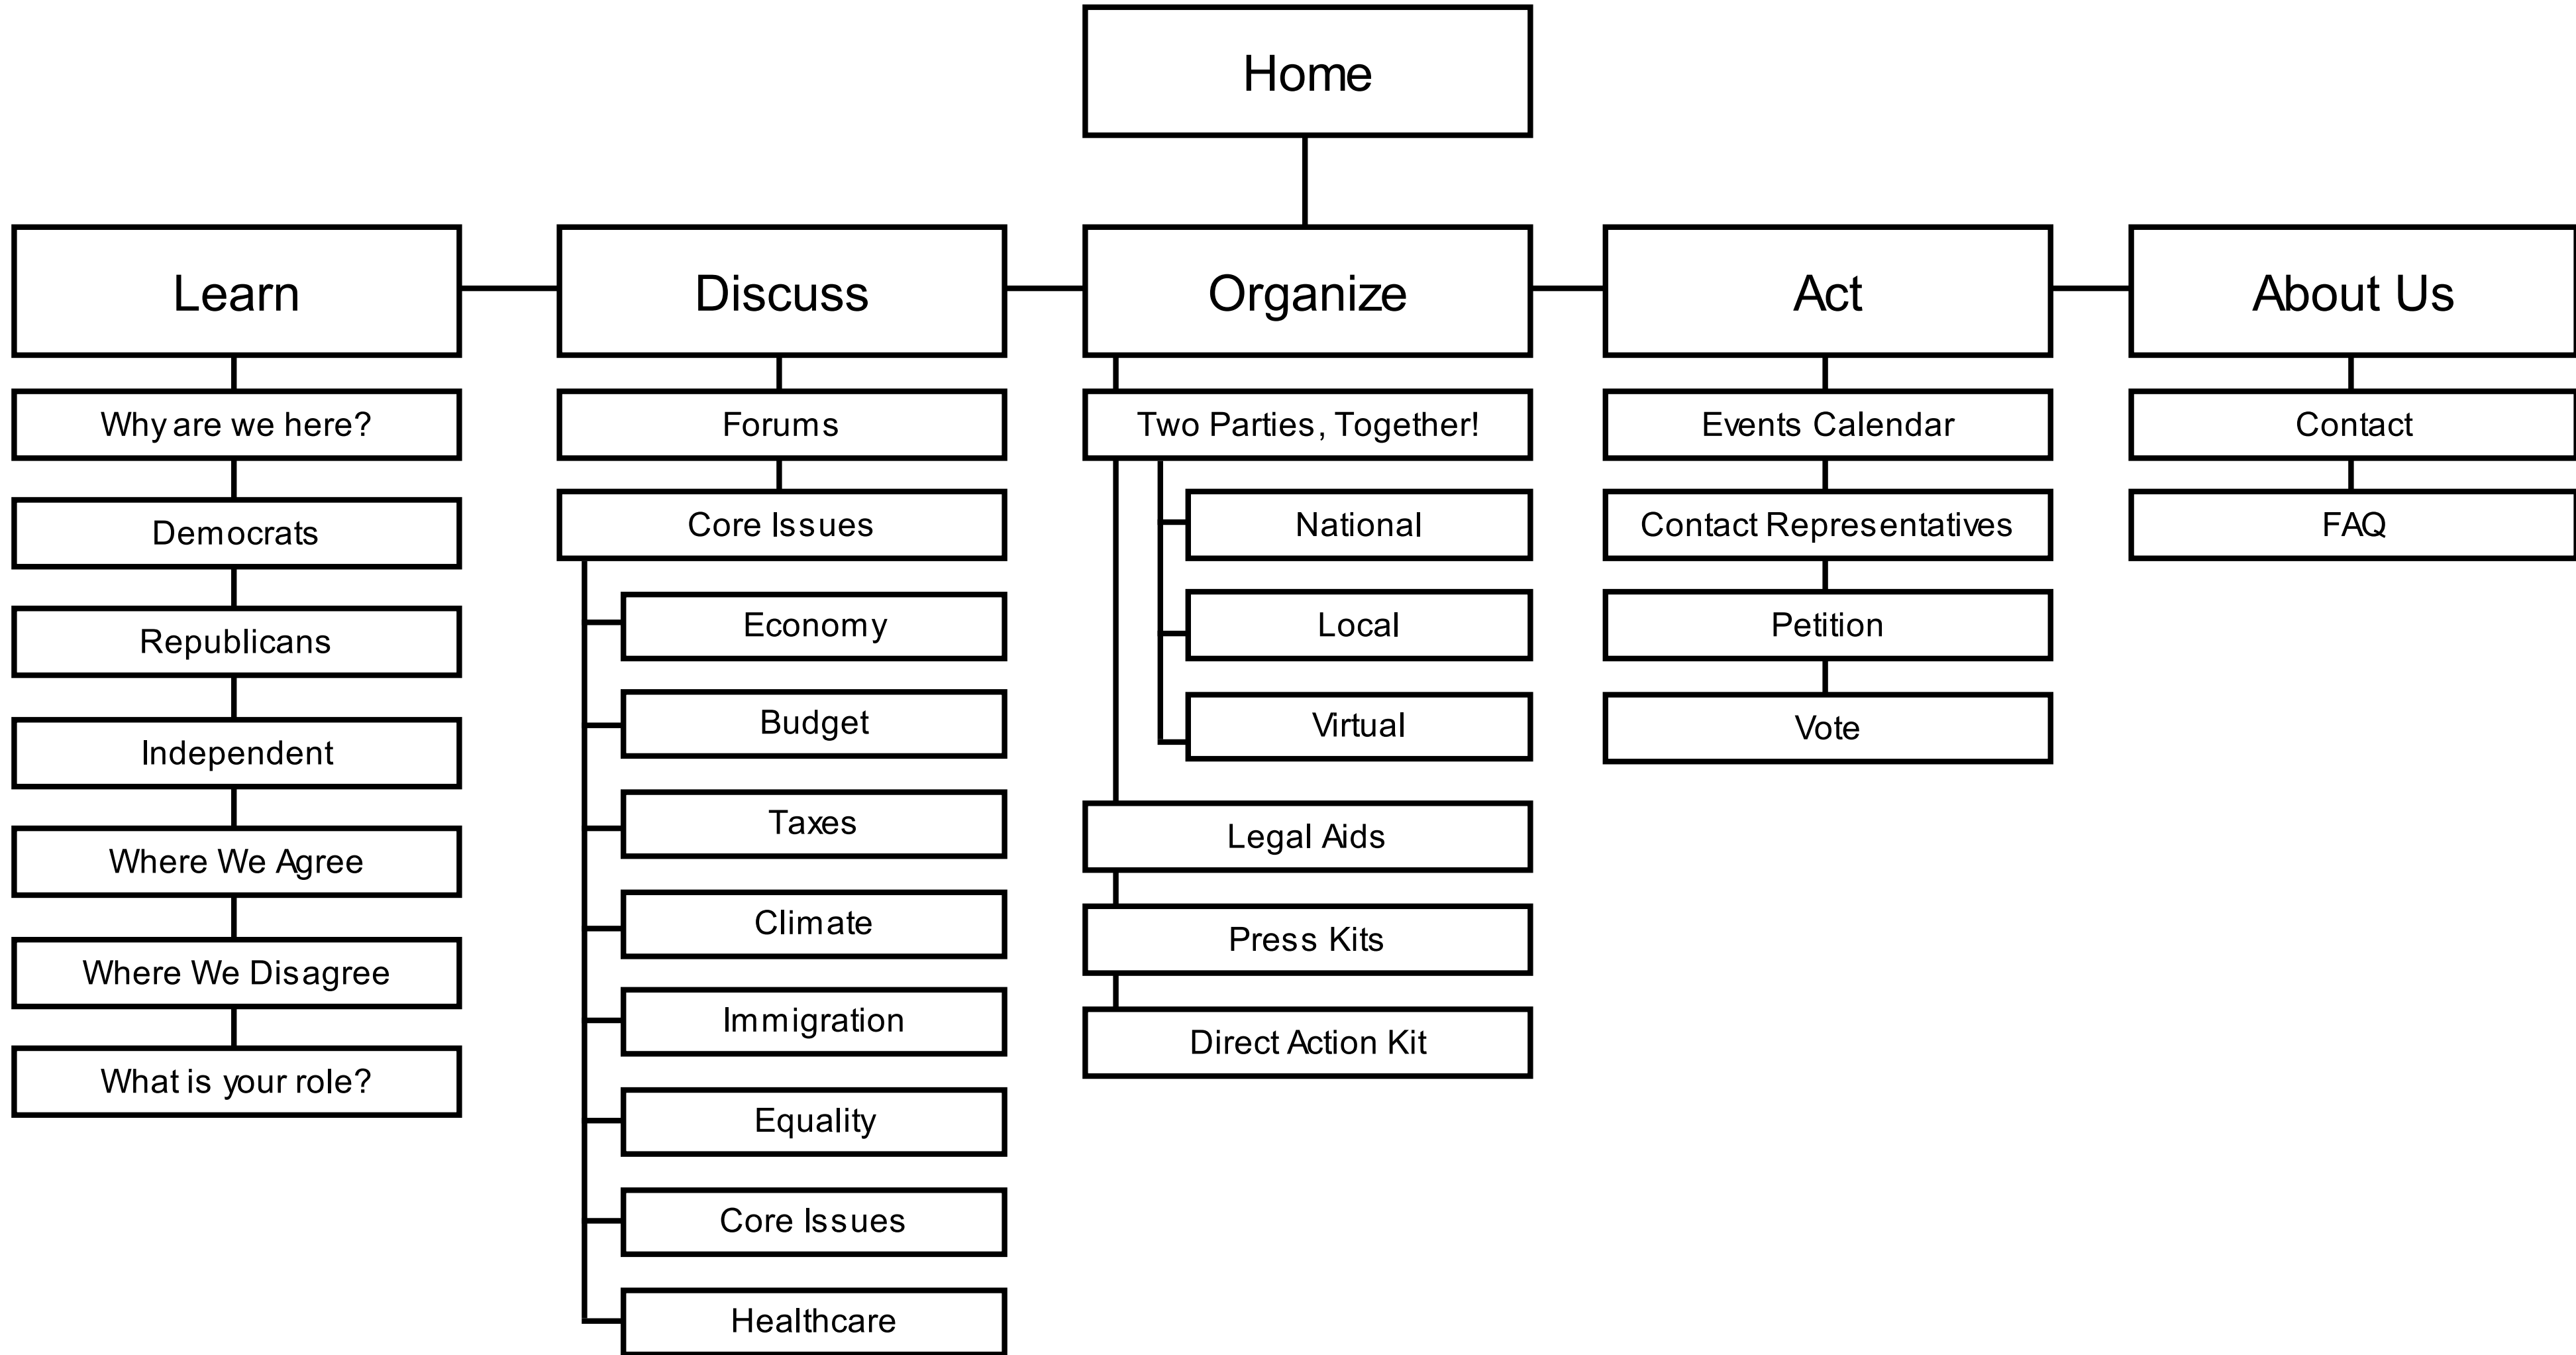 Home
Learn
Discuss
Organize
Act
About Us
Why are we here?
Democrats
Republicans
Independent
Where We Agree
Where We Disagree
What is your role?
Forums
Core Issues
Economy
Budget
Taxes
Climate
Immigration
Equality
Core Issues
Healthcare
Two Parties, Together!
National
Local
Virtual
Legal Aids
Press Kits
Direct Action Kit
Events Calendar
Contact Representatives
Petition
Vote
Contact
FAQ